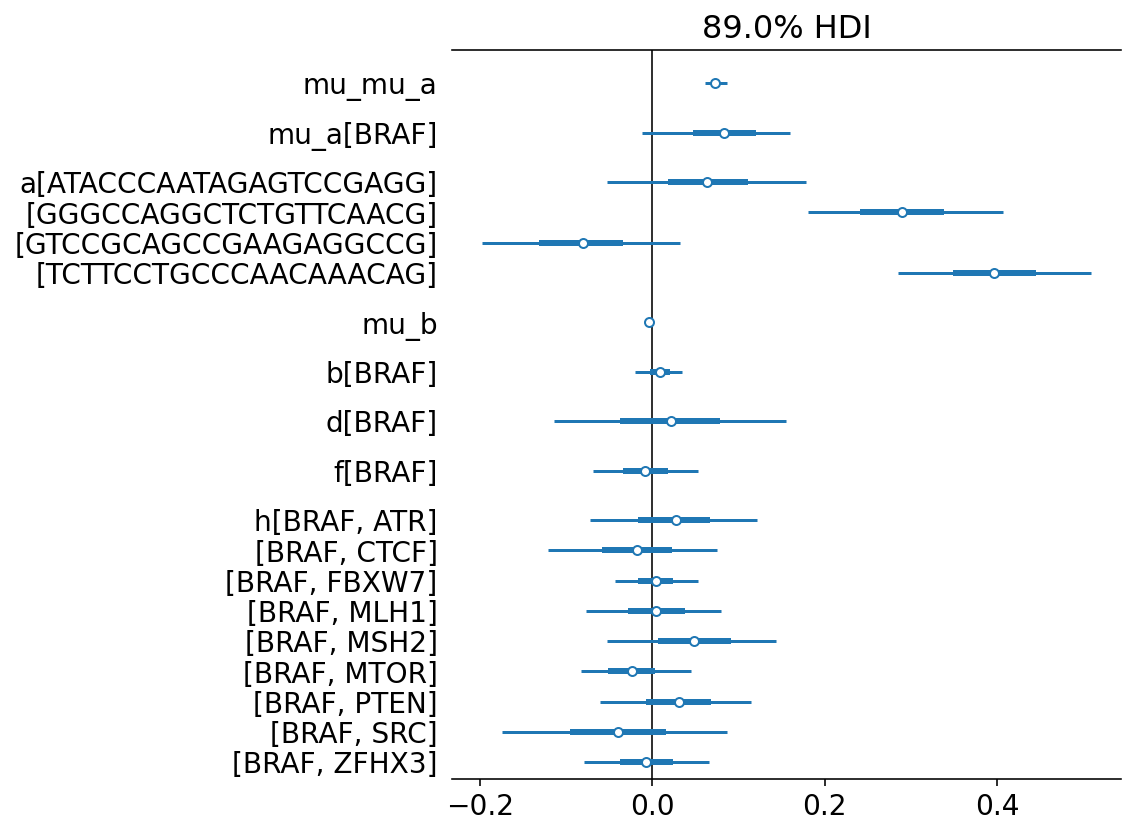 89.0% HDI
mu_mu_a
mu_a[BRAF]
a[ATACCCAATAGAGTCCGAGG]
[GGGCCAGGCTCTGTTCAACG]
[GTCCGCAGCCGAAGAGGCCG]
[TCTTCCTGCCCAACAAACAG]
mu_b
b[BRAF]
d[BRAF]
f[BRAF]
h[BRAF, ATR]
[BRAF, CTCF]
[BRAF, FBXW7]
[BRAF, MLH1]
[BRAF, MSH2]
[BRAF, MTOR]
[BRAF, PTEN]
[BRAF, SRC]
[BRAF, ZFHX3]
−0.2 0.0 0.2 0.4